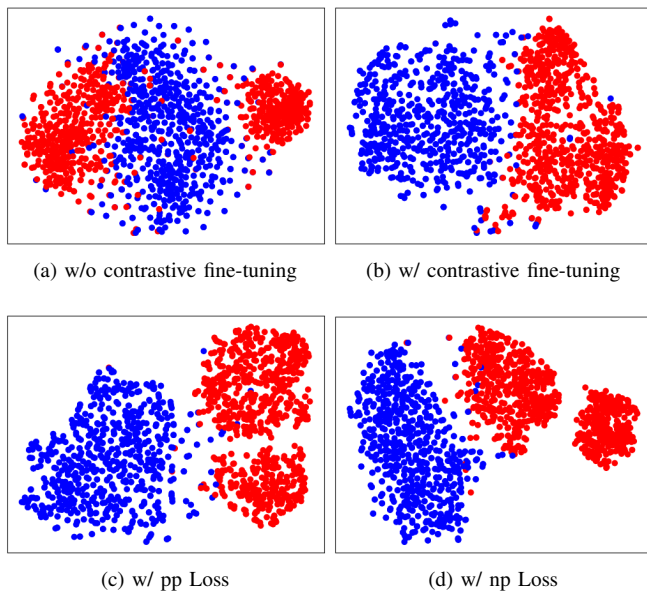 (a) w/o contrastive fine-tuning
(b) w/ contrastive fine-tuning
(c) w/ pp Loss
(d) w/ np Loss